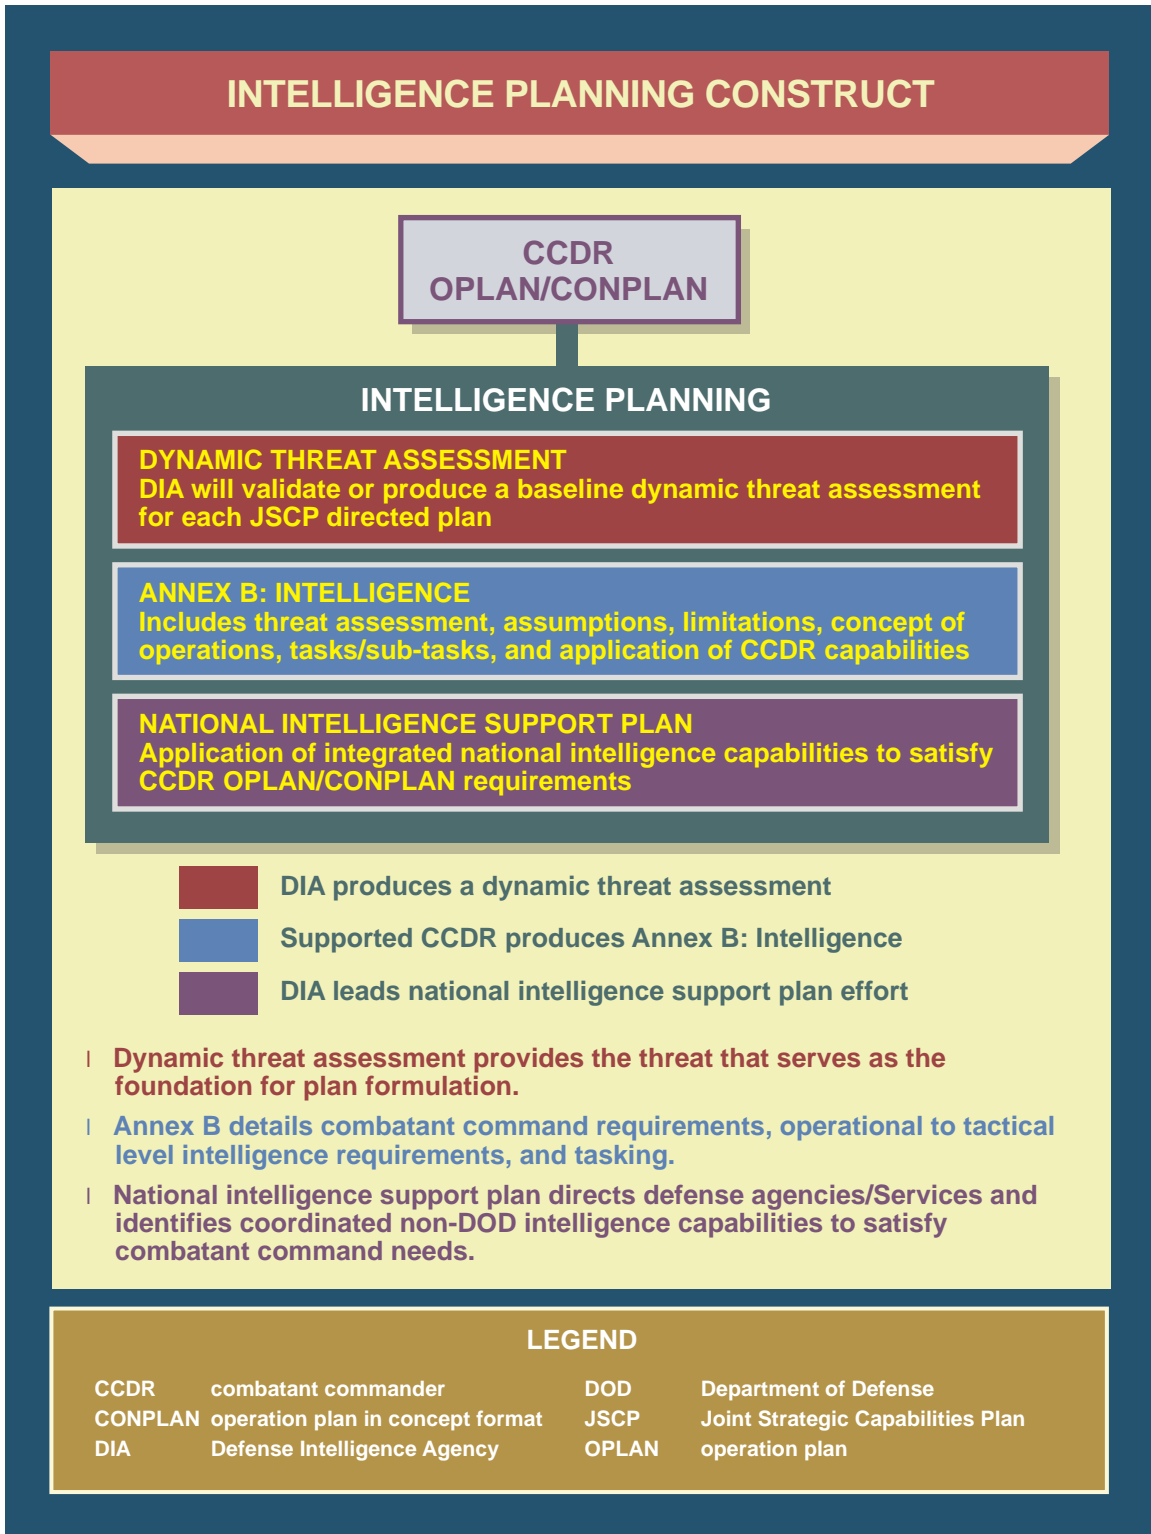 INTELLIGENCE PLANNING CONSTRUCT
CCDR
OPLAN/CONPLAN
INTELLIGENCE PLANNING
DYNAMIC THREAT ASSESSMENT
DIA will validate or produce a baseline dynamic threat assessment
for each JSCP directed plan
ANNEX B: INTELLIGENCE
Includes threat assessment, assumptions, limitations, concept of
operations, tasks/sub-tasks, and application of CCDR capabilities
NATIONAL INTELLIGENCE SUPPORT PLAN
Application of integrated national intelligence capabilities to satisfy
CCDR OPLAN/CONPLAN requirements
DIA produces a dynamic threat assessment
Supported CCDR produces Annex B: Intelligence
DIA leads national intelligence support plan effort
l Dynamic threat assessment provides the threat that serves as the
foundation for plan formulation.
l Annex B details combatant command requirements, operational to tactical
level intelligence requirements, and tasking.
l National intelligence support plan directs defense agencies/Services and
identifies coordinated non-DOD intelligence capabilities to satisfy
combatant command needs.
LEGEND
CCDR combatant commander
CONPLAN operation plan in concept format
DIA Defense Intelligence Agency
DOD Department of Defense
JSCP Joint Strategic Capabilities Plan
OPLAN operation plan